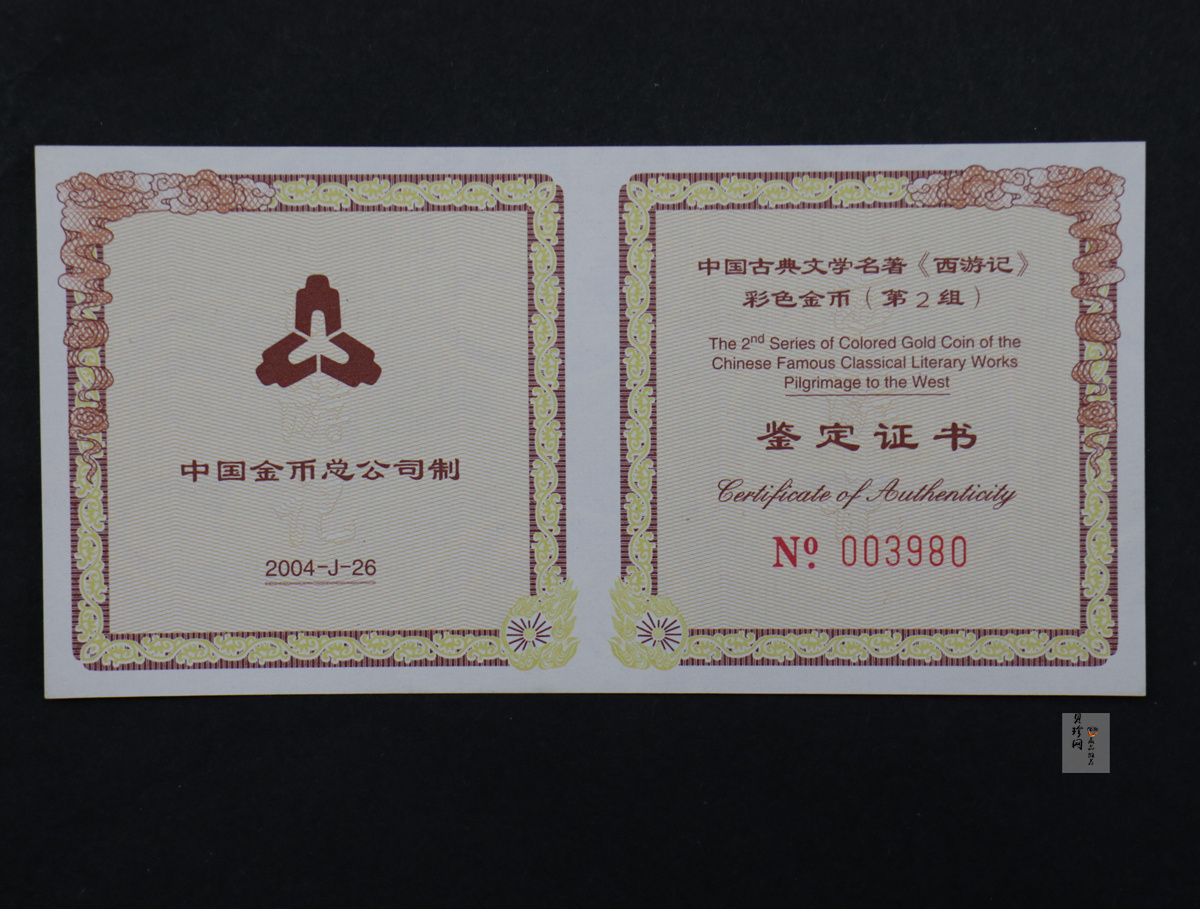 中国金币总公司制
2004-J-26
中国古典文学名著《西游记》
彩色金币（第2组）
The 2nd Series of Colored Gold Coin of the
Chinese Famous Classical Literary Works
Pilgrimage to the West
鉴定证书
Certificate of Authenticity
Nº 003980